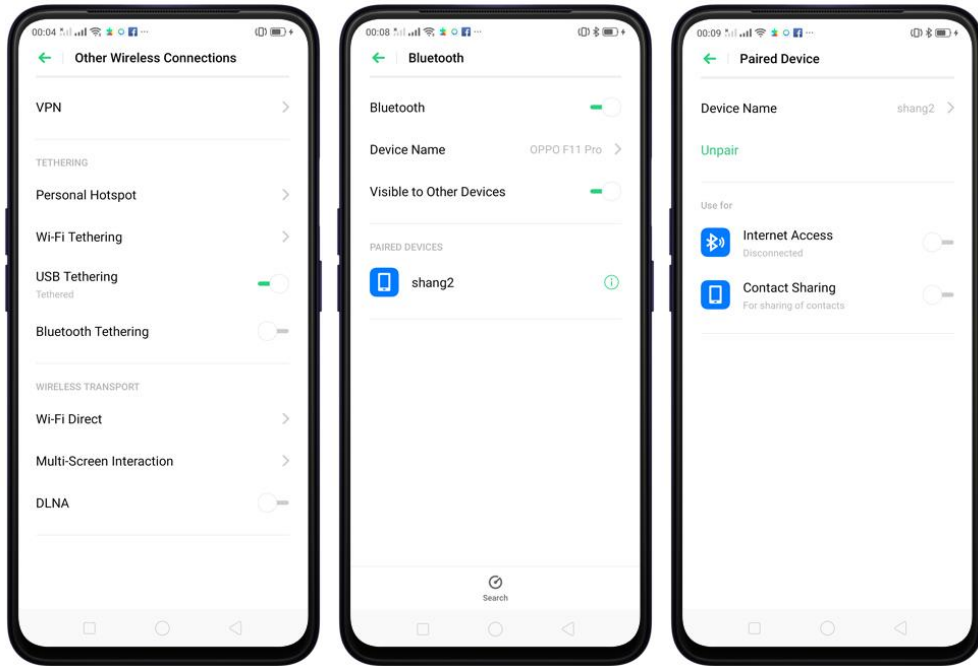 00:04
Other Wireless Connections
VPN
TETHERING
Personal Hotspot
Wi-Fi Tethering
USB Tethering
Tethered
Bluetooth Tethering
WIRELESS TRANSPORT
Wi-Fi Direct
Multi-Screen Interaction
DLNA
00:08
Bluetooth
Bluetooth
Device Name OPPO F11 Pro
Visible to Other Devices
PAIRED DEVICES
shang2
Search
00:09
Paired Device
Device Name shang2
Unpair
Use for
Internet Access
Disconnected
Contact Sharing
For sharing of contacts